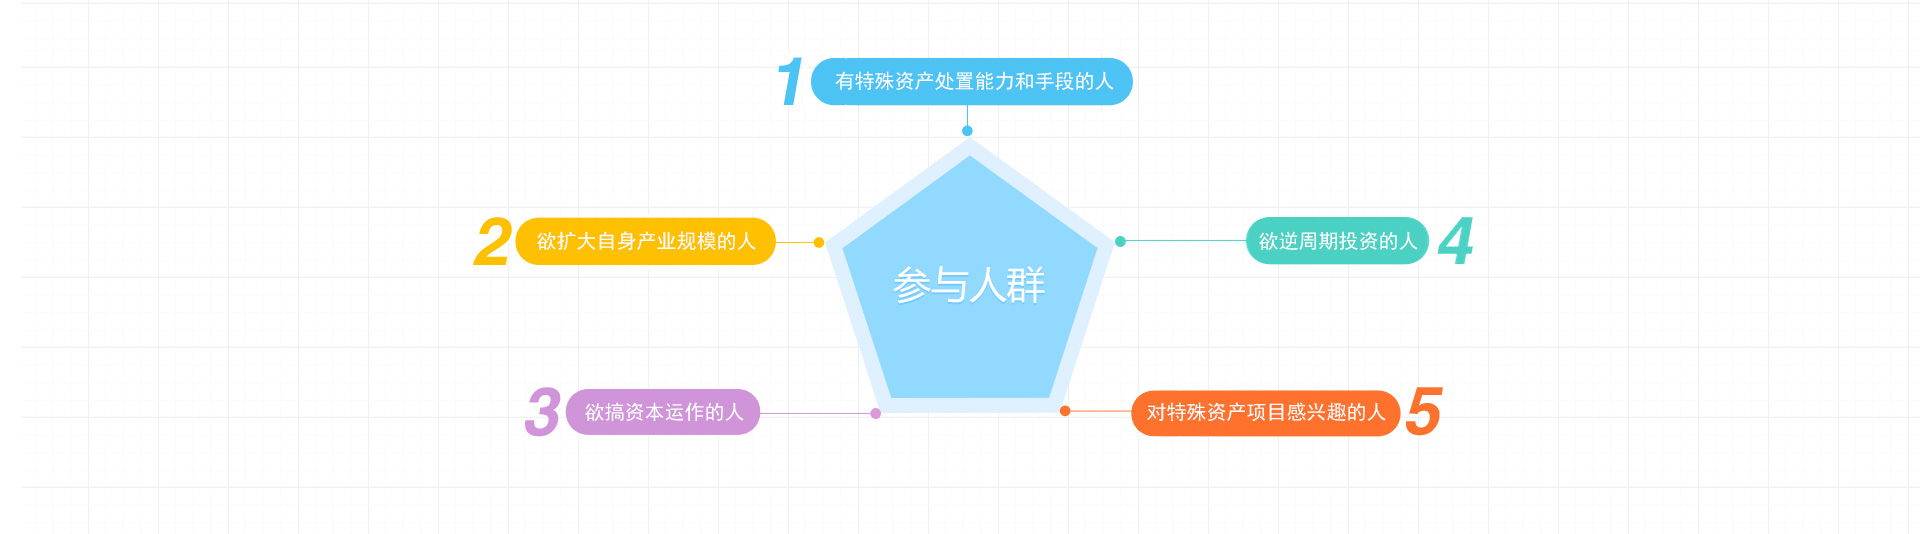 1 有特殊资产处置能力和手段的人
2 欲扩大自身产业规模的人
欲逆周期投资的人 4
参与人群
3 欲搞资本运作的人
对特殊资产项目感兴趣的人 5